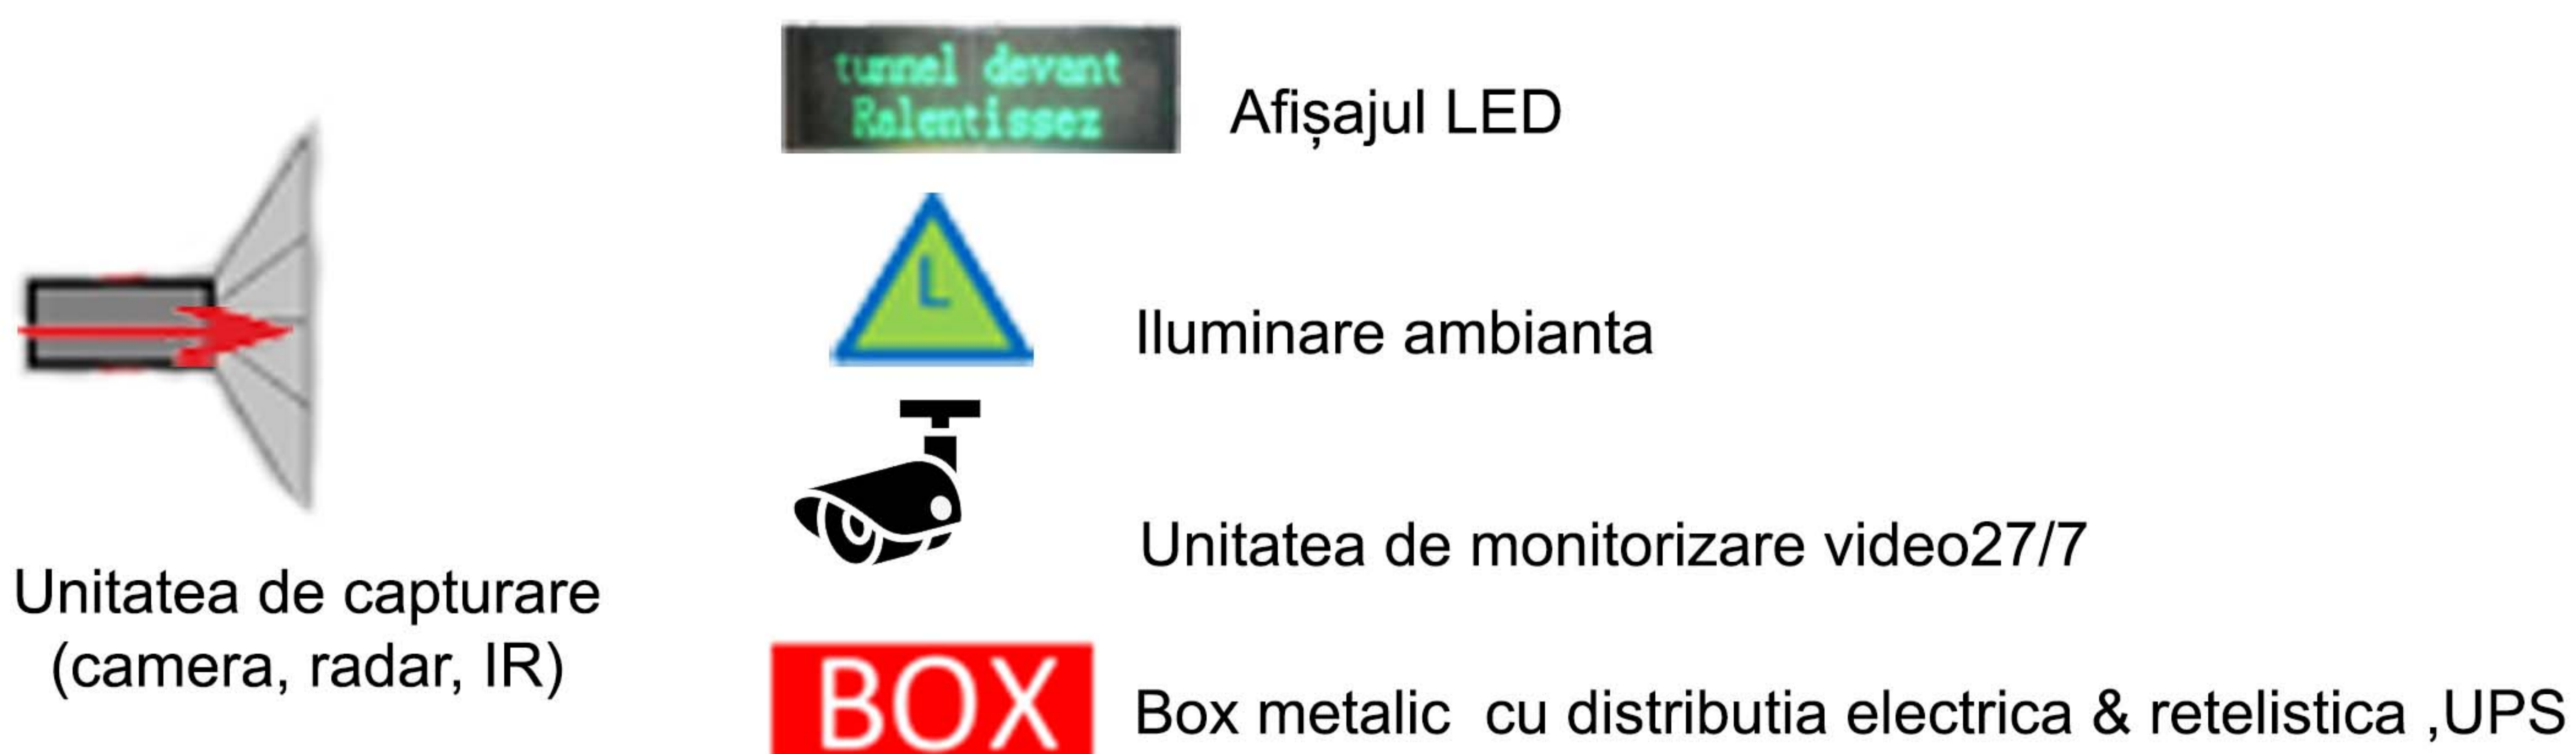 tunnel devant
Ralentissez
Afișajul LED
L
Iluminare ambianta
Unitatea de monitorizare video27/7
Unitatea de capturare
(camera, radar, IR)
BOX
Box metalic  cu distributia electrica & retelistica ,UPS